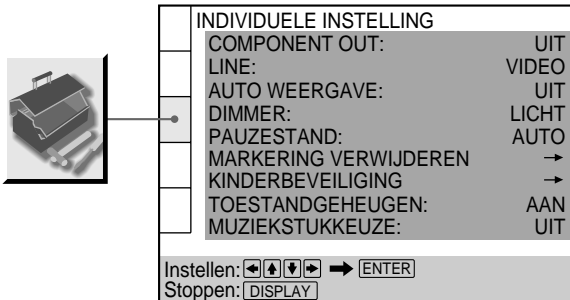 INDIVIDUELE INSTELLING
COMPONENT OUT: UIT
LINE: VIDEO
AUTO WEERGAVE: UIT
DIMMER: LICHT
PAUZESTAND: AUTO
MARKERING VERWIJDEREN →
KINDERBEVEILIGING →
TOESTANDGEHEUGEN: AAN
MUZIEKSTUKKEUZE: UIT
Instellen: ←↑↓→ ➡ ENTER
Stoppen: DISPLAY